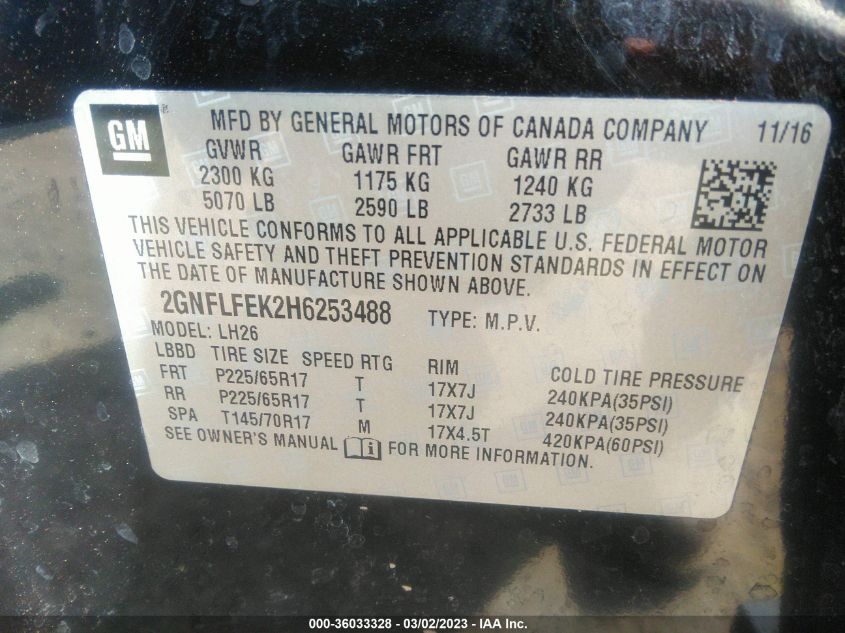 GM
MFD BY GENERAL MOTORS OF CANADA COMPANY 11/16
GVWR GAWR FRT GAWR RR
2300 KG 1175 KG 1240 KG
5070 LB 2590 LB 2733 LB
THIS VEHICLE CONFORMS TO ALL APPLICABLE U.S. FEDERAL MOTOR
VEHICLE SAFETY AND THEFT PREVENTION STANDARDS IN EFFECT ON
THE DATE OF MANUFACTURE SHOWN ABOVE.
2GNFLFEK2H6253488 TYPE: M.P.V.
MODEL: LH26
LBBD TIRE SIZE SPEED RTG RIM COLD TIRE PRESSURE
FRT P225/65R17 T 17X7J 240KPA(35PSI)
RR P225/65R17 T 17X7J 240KPA(35PSI)
SPA T145/70R17 M 17X4.5T 420KPA(60PSI)
SEE OWNER'S MANUAL FOR MORE INFORMATION.
000-36033328 - 03/02/2023 - IAA Inc.